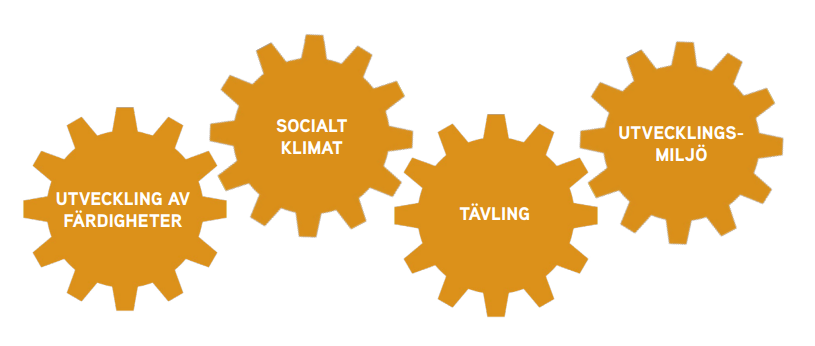 UTVECKLING AV
FÄRDIGHETER
SOCIALT
KLIMAT
TÄVLING
UTVECKLINGS-
MILJÖ